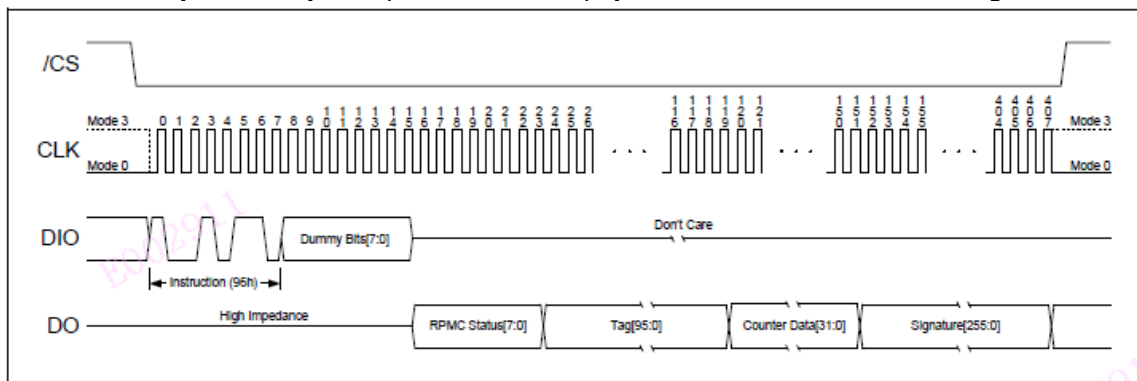 /CS
0 1 2 3 4 5 6 7 8 9 10 11 12 13 14 15 16 17 18 19 20 21 22 23 24 25 26 116 117 118 119 120 121 150 151 152 153 154 155 404 405 406 407
Mode 3 Mode 3
CLK . . . . . . . . .
Mode 0 Mode 0
DIO Dummy Bits[7:0] Don't Care
Instruction (96h)
DO High Impedance RPMC Status[7:0] Tag[95:0] Counter Data[31:0] Signature[255:0]
E002911